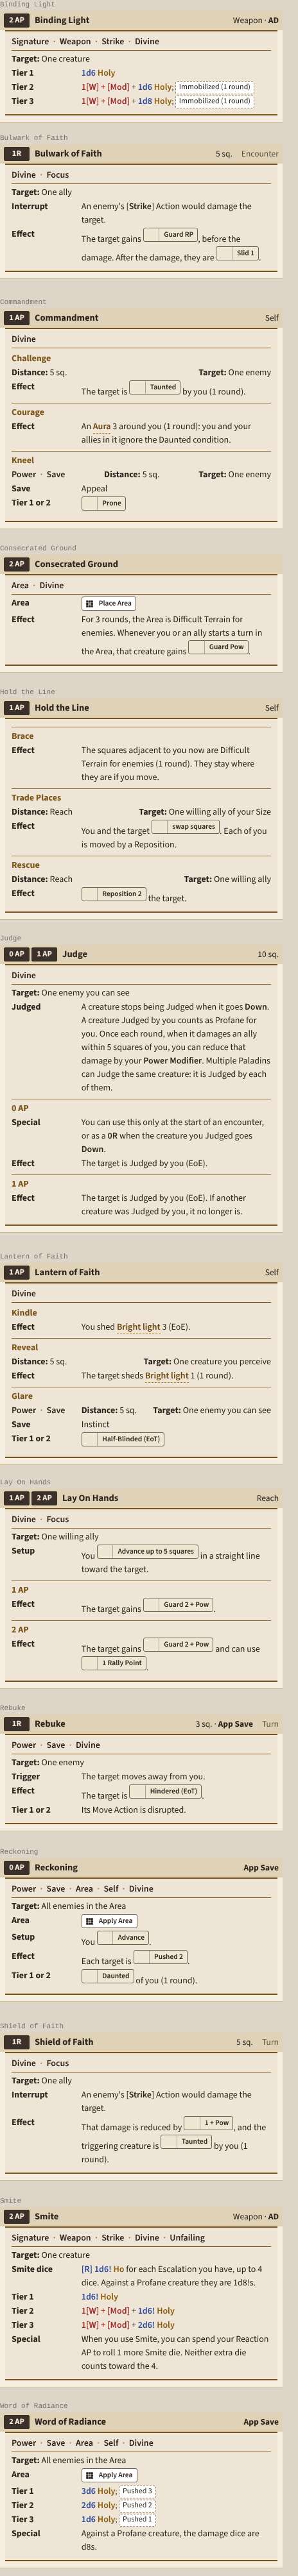 Binding Light
2 AP Binding Light Weapon · AD
Signature · Weapon · Strike · Divine
Target: One creature
Tier 1 1d6 Holy
Tier 2 1[W] + [Mod] + 1d6 Holy; Immobilized (1 round)
Tier 3 1[W] + [Mod] + 1d8 Holy; Immobilized (1 round)
Bulwark of Faith
1R Bulwark of Faith 5 sq. Encounter
Divine · Focus
Target: One ally
Interrupt An enemy's [Strike] Action would damage the
target.
Effect The target gains Guard RP, before the
damage. After the damage, they are Slid 1.
Commandment
1 AP Commandment Self
Divine
Challenge
Distance: 5 sq. Target: One enemy
Effect The target is Taunted by you (1 round).
Courage
Effect An Aura 3 around you (1 round): you and your
allies in it ignore the Daunted condition.
Kneel
Power · Save Distance: 5 sq. Target: One enemy
Save Appeal
Tier 1 or 2 Prone
Consecrated Ground
2 AP Consecrated Ground
Area · Divine
Area Place Area
Effect For 3 rounds, the Area is Difficult Terrain for
enemies. Whenever you or an ally starts a turn in
the Area, that creature gains Guard Pow.
Hold the Line
1 AP Hold the Line Self
Brace
Effect The squares adjacent to you now are Difficult
Terrain for enemies (1 round). They stay where
they are if you move.
Trade Places
Distance: Reach Target: One willing ally of your Size
Effect You and the target swap squares. Each of you
is moved by a Reposition.
Rescue
Distance: Reach Target: One willing ally
Effect Reposition 2 the target.
Judge
0 AP 1 AP Judge 10 sq.
Divine
Target: One enemy you can see
Judged A creature stops being Judged when it goes Down.
A creature Judged by you counts as Profane for
you. Once each round, when it damages an ally
within 5 squares of you, you can reduce that
damage by your Power Modifier. Multiple Paladins
can Judge the same creature: it is Judged by each
of them.
0 AP
Special You can use this only at the start of an encounter,
or as a 0R when the creature you Judged goes
Down.
Effect The target is Judged by you (EoE).
1 AP
Effect The target is Judged by you (EoE). If another
creature was Judged by you, it no longer is.
Lantern of Faith
1 AP Lantern of Faith Self
Divine
Kindle
Effect You shed Bright light 3 (EoE).
Reveal
Distance: 5 sq. Target: One creature you perceive
Effect The target sheds Bright light 1 (1 round).
Glare
Power · Save Distance: 5 sq. Target: One enemy you can see
Save Instinct
Tier 1 or 2 Half-Blinded (EoT)
Lay On Hands
1 AP 2 AP Lay On Hands Reach
Divine · Focus
Target: One willing ally
Setup You Advance up to 5 squares in a straight line
toward the target.
1 AP
Effect The target gains Guard 2 + Pow.
2 AP
Effect The target gains Guard 2 + Pow and can use
1 Rally Point.
Rebuke
1R Rebuke 3 sq. · App Save Turn
Power · Save · Divine
Target: One enemy
Trigger The target moves away from you.
Effect The target is Hindered (EoT).
Tier 1 or 2 Its Move Action is disrupted.
Reckoning
0 AP Reckoning App Save
Power · Save · Area · Self · Divine
Target: All enemies in the Area
Area Apply Area
Setup You Advance.
Effect Each target is Pushed 2.
Tier 1 or 2 Daunted of you (1 round).
Shield of Faith
1R Shield of Faith 5 sq. Turn
Divine · Focus
Target: One ally
Interrupt An enemy's [Strike] Action would damage the
target.
Effect That damage is reduced by 1 + Pow, and the
triggering creature is Taunted by you (1
round).
Smite
2 AP Smite Weapon · AD
Signature · Weapon · Strike · Divine · Unfailing
Target: One creature
Smite dice [R] 1d6! Ho for each Escalation you have, up to 4
dice. Against a Profane creature they are 1d8!s.
Tier 1 1d6! Holy
Tier 2 1[W] + [Mod] + 1d6! Holy
Tier 3 1[W] + [Mod] + 2d6! Holy
Special When you use Smite, you can spend your Reaction
AP to roll 1 more Smite die. Neither extra die
counts toward the 4.
Word of Radiance
2 AP Word of Radiance App Save
Power · Save · Area · Self · Divine
Target: All enemies in the Area
Area Apply Area
Tier 1 3d6 Holy; Pushed 3
Tier 2 2d6 Holy; Pushed 2
Tier 3 1d6 Holy; Pushed 1
Special Against a Profane creature, the damage dice are
d8s.